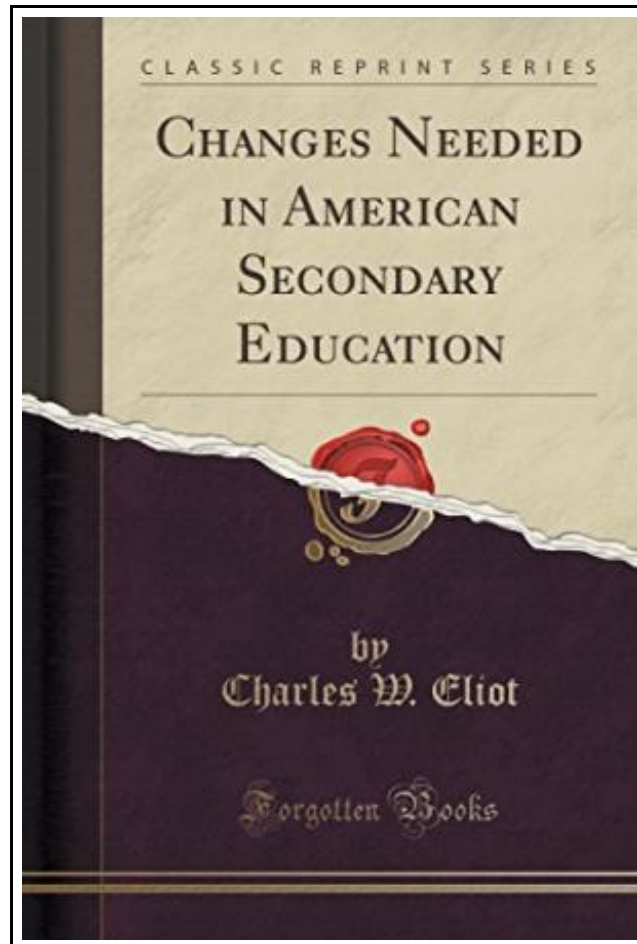 CLASSIC REPRINT SERIES
CHANGES NEEDED
IN AMERICAN
SECONDARY
EDUCATION
by
Charles W. Eliot
Forgotten Books